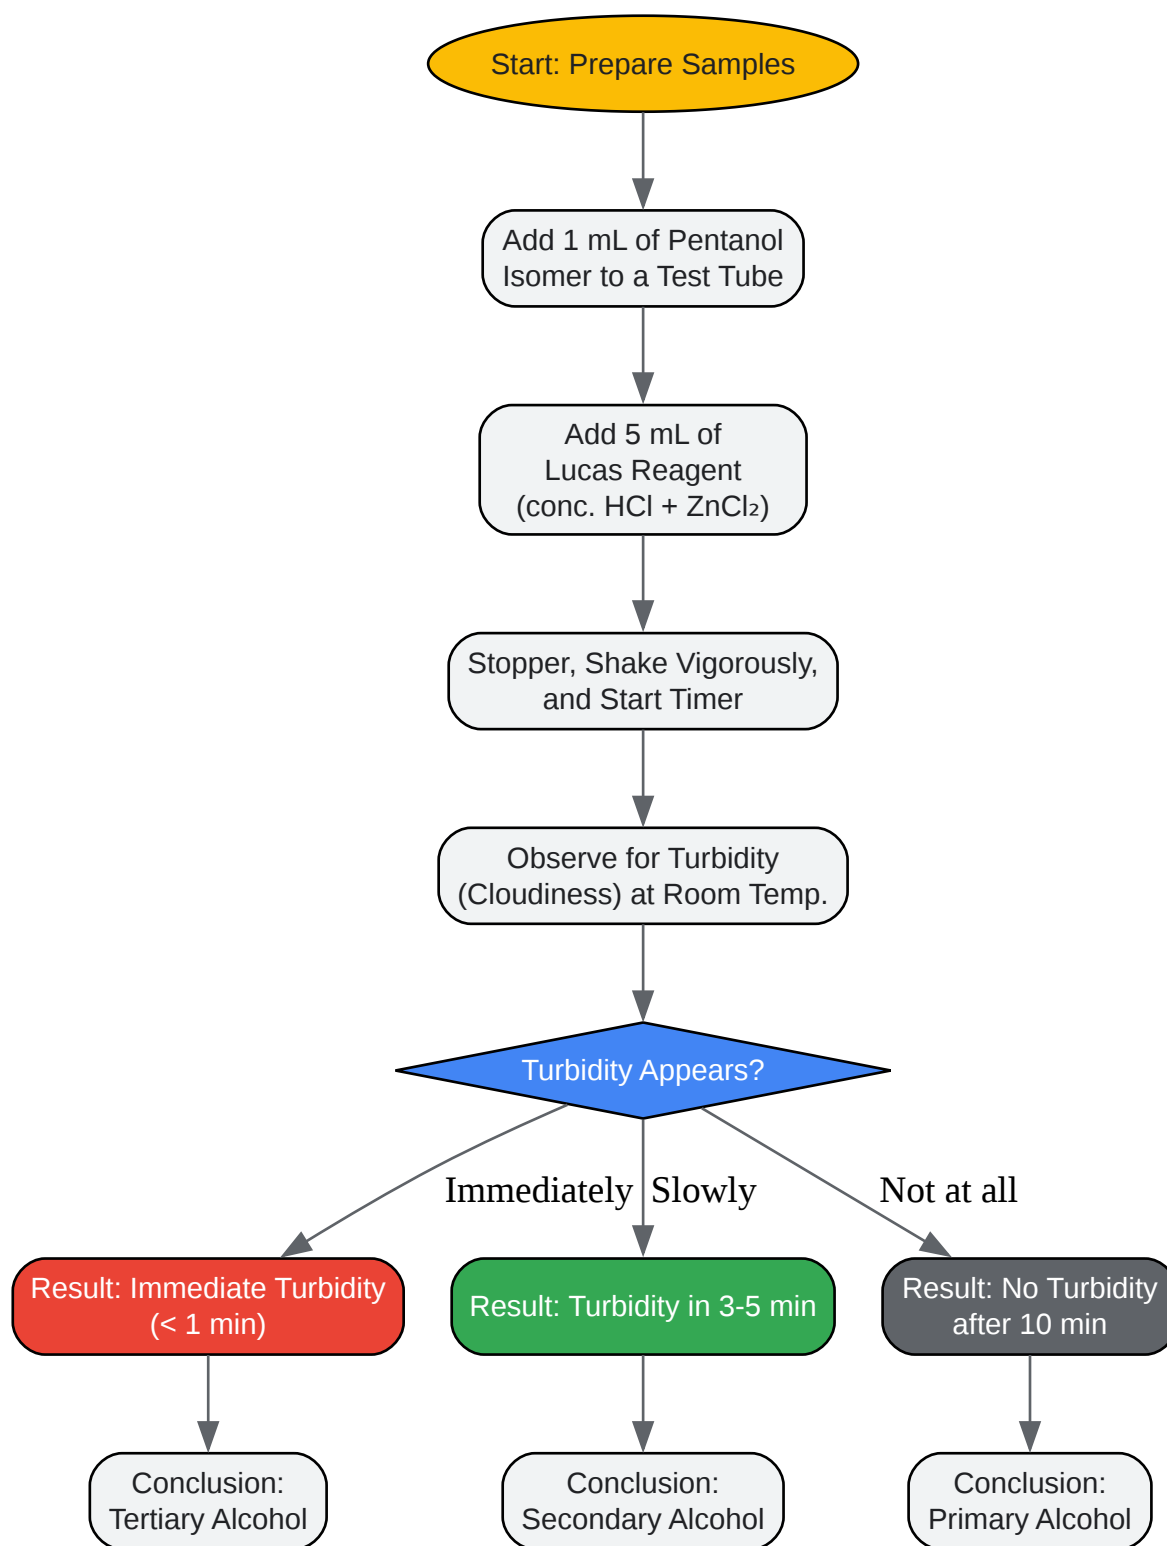 Start: Prepare Samples
Add 1 mL of Pentanol
Isomer to a Test Tube
Add 5 mL of
Lucas Reagent
(conc. HCl + ZnCl₂)
Stopper, Shake Vigorously,
and Start Timer
Observe for Turbidity
(Cloudiness) at Room Temp.
Turbidity Appears?
Immediately
Slowly
Not at all
Result: Immediate Turbidity
(< 1 min)
Result: Turbidity in 3-5 min
Result: No Turbidity
after 10 min
Conclusion:
Tertiary Alcohol
Conclusion:
Secondary Alcohol
Conclusion:
Primary Alcohol